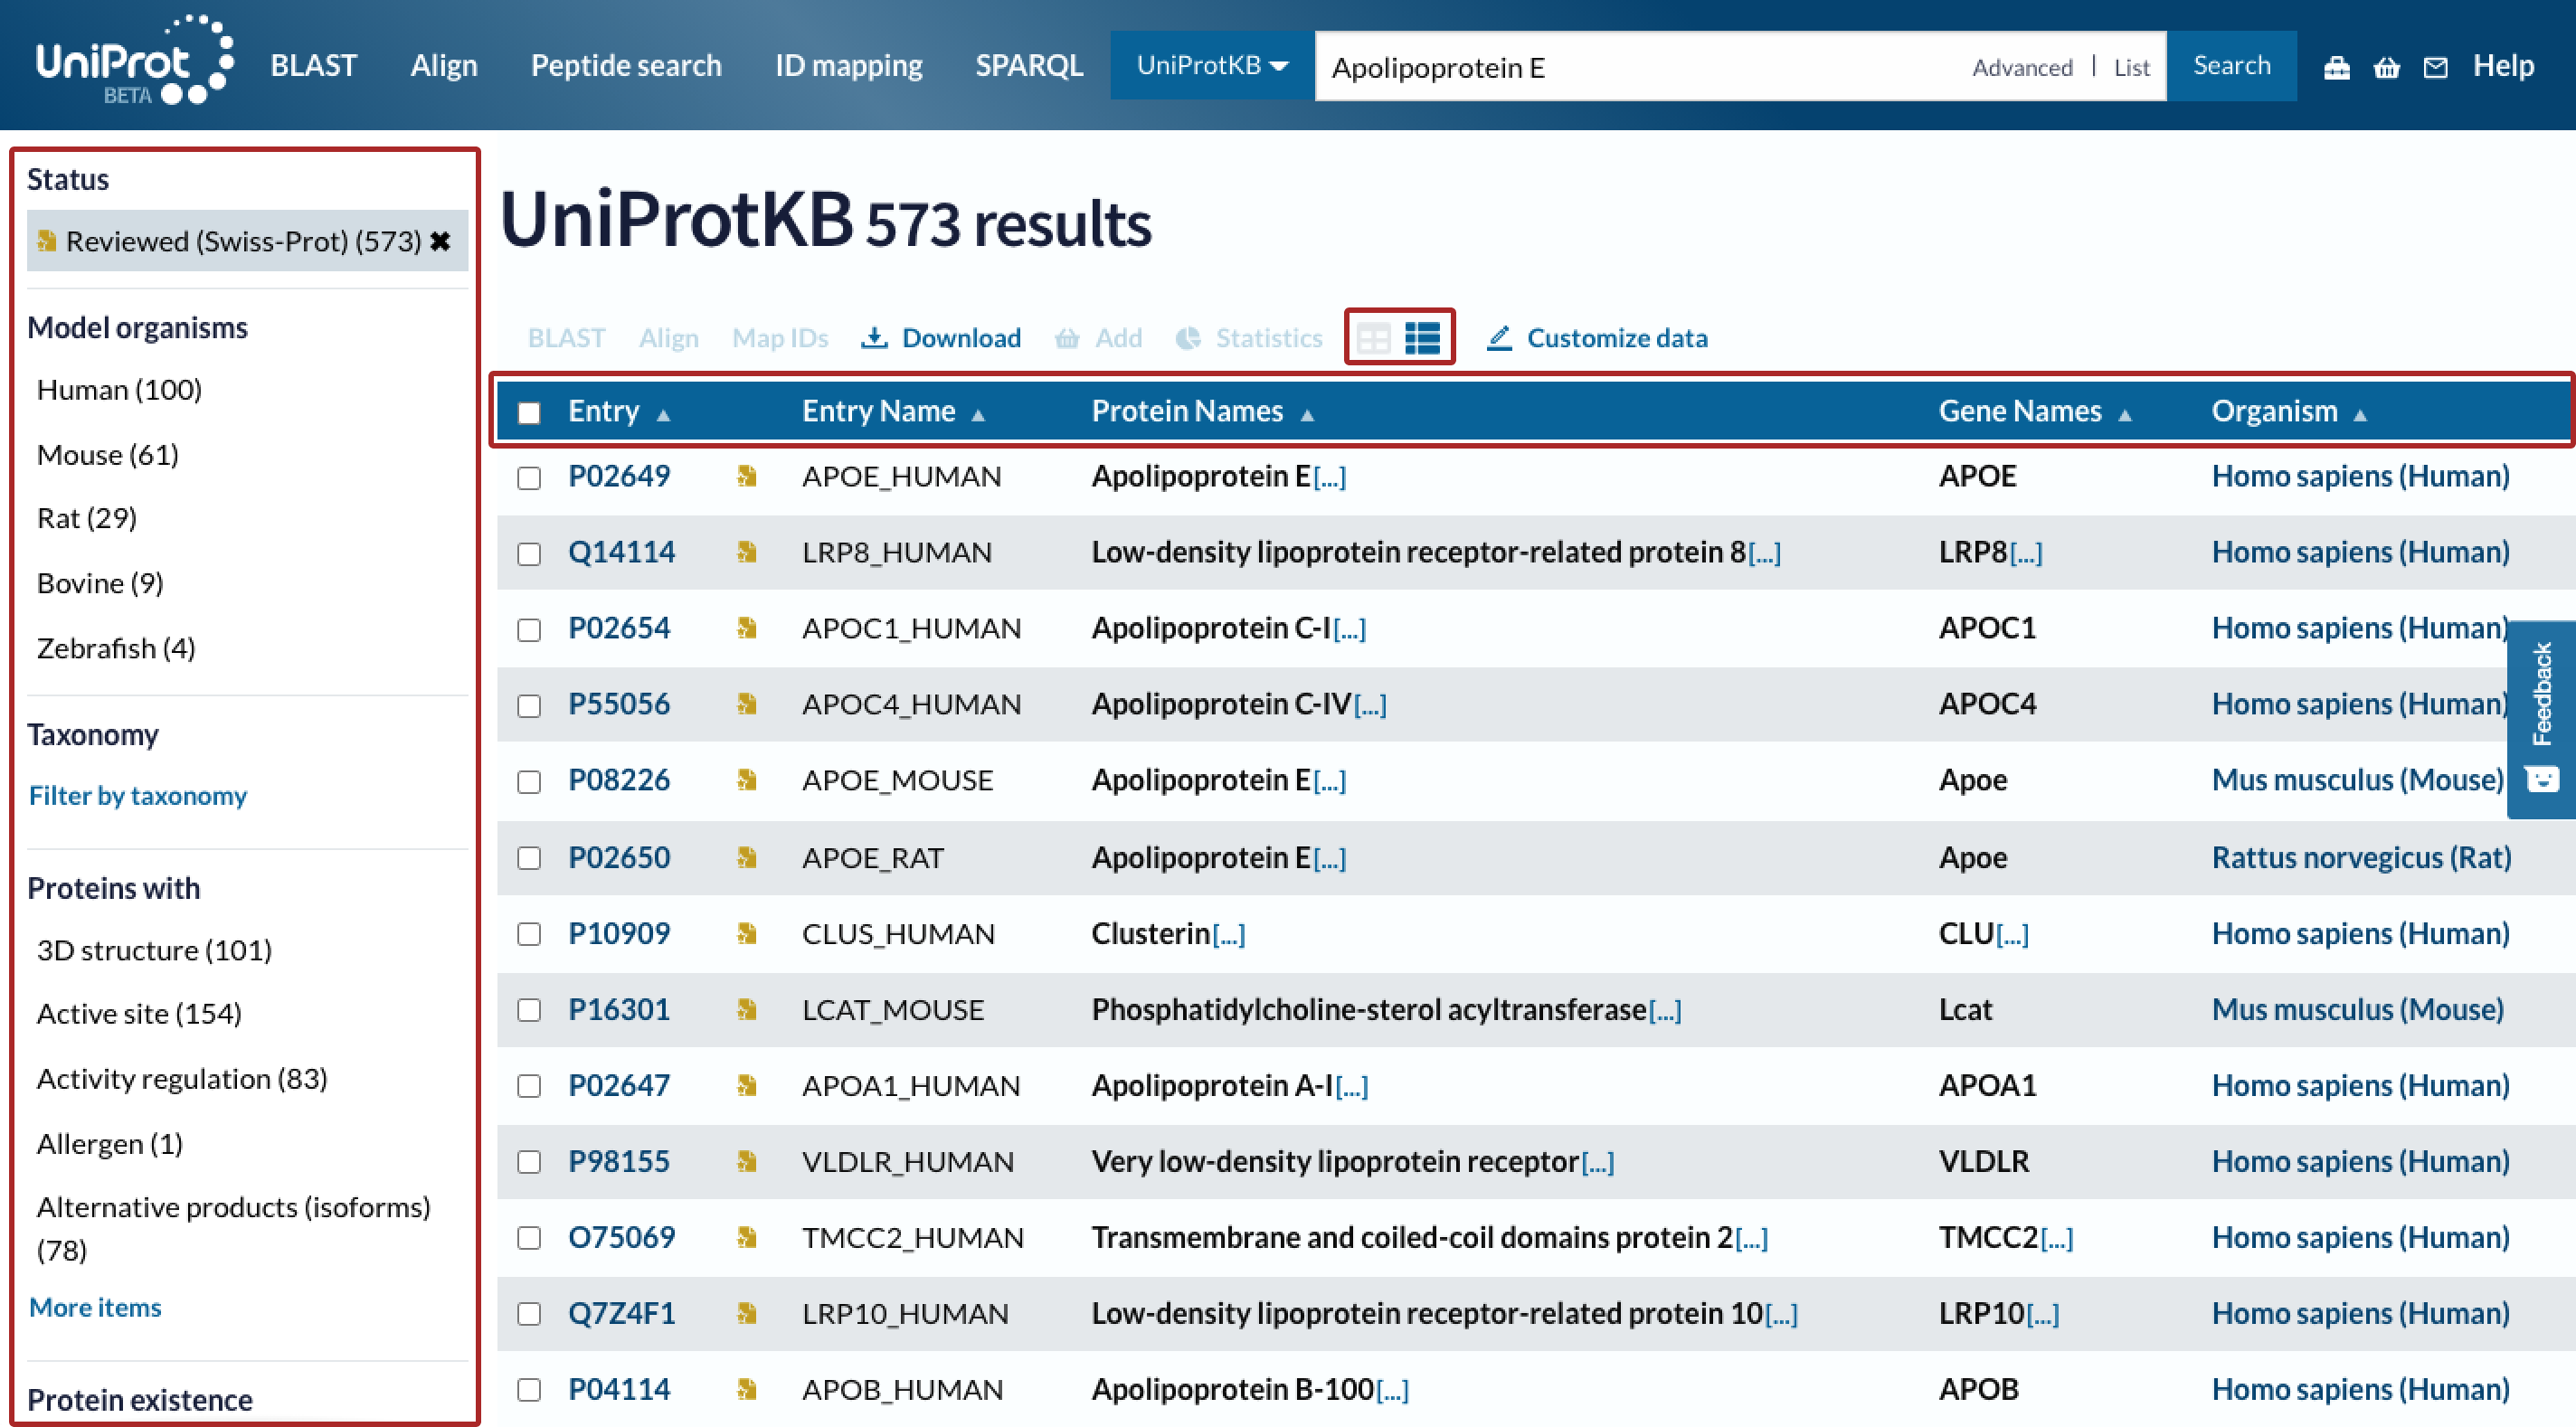 UniProt
BETA
BLAST Align Peptide search ID mapping SPARQL UniProtKB Apolipoprotein E Advanced | List Search Help
Status
Reviewed (Swiss-Prot) (573)
Model organisms
Human (100)
Mouse (61)
Rat (29)
Bovine (9)
Zebrafish (4)
Taxonomy
Filter by taxonomy
Proteins with
3D structure (101)
Active site (154)
Activity regulation (83)
Allergen (1)
Alternative products (isoforms)
(78)
More items
Protein existence
UniProtKB 573 results
BLAST Align Map IDs Download Add Statistics Customize data
Entry Entry Name Protein Names Gene Names Organism
P02649 APOE_HUMAN Apolipoprotein E[...] APOE Homo sapiens (Human)
Q14114 LRP8_HUMAN Low-density lipoprotein receptor-related protein 8[...] LRP8[...] Homo sapiens (Human)
P02654 APOC1_HUMAN Apolipoprotein C-I[...] APOC1 Homo sapiens (Human)
P55056 APOC4_HUMAN Apolipoprotein C-IV[...] APOC4 Homo sapiens (Human)
P08226 APOE_MOUSE Apolipoprotein E[...] Apoe Mus musculus (Mouse)
P02650 APOE_RAT Apolipoprotein E[...] Apoe Rattus norvegicus (Rat)
P10909 CLUS_HUMAN Clusterin[...] CLU[...] Homo sapiens (Human)
P16301 LCAT_MOUSE Phosphatidylcholine-sterol acyltransferase[...] Lcat Mus musculus (Mouse)
P02647 APOA1_HUMAN Apolipoprotein A-I[...] APOA1 Homo sapiens (Human)
P98155 VLDLR_HUMAN Very low-density lipoprotein receptor[...] VLDLR Homo sapiens (Human)
O75069 TMCC2_HUMAN Transmembrane and coiled-coil domains protein 2[...] TMCC2[...] Homo sapiens (Human)
Q7Z4F1 LRP10_HUMAN Low-density lipoprotein receptor-related protein 10[...] LRP10[...] Homo sapiens (Human)
P04114 APOB_HUMAN Apolipoprotein B-100[...] APOB Homo sapiens (Human)
Feedback